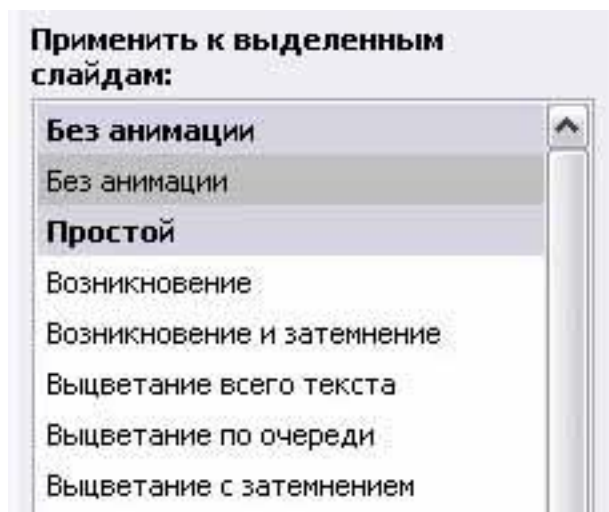 Применить к выделенным
слайдам:
Без анимации
Без анимации
Простой
Возникновение
Возникновение и затемнение
Выцветание всего текста
Выцветание по очереди
Выцветание с затемнением